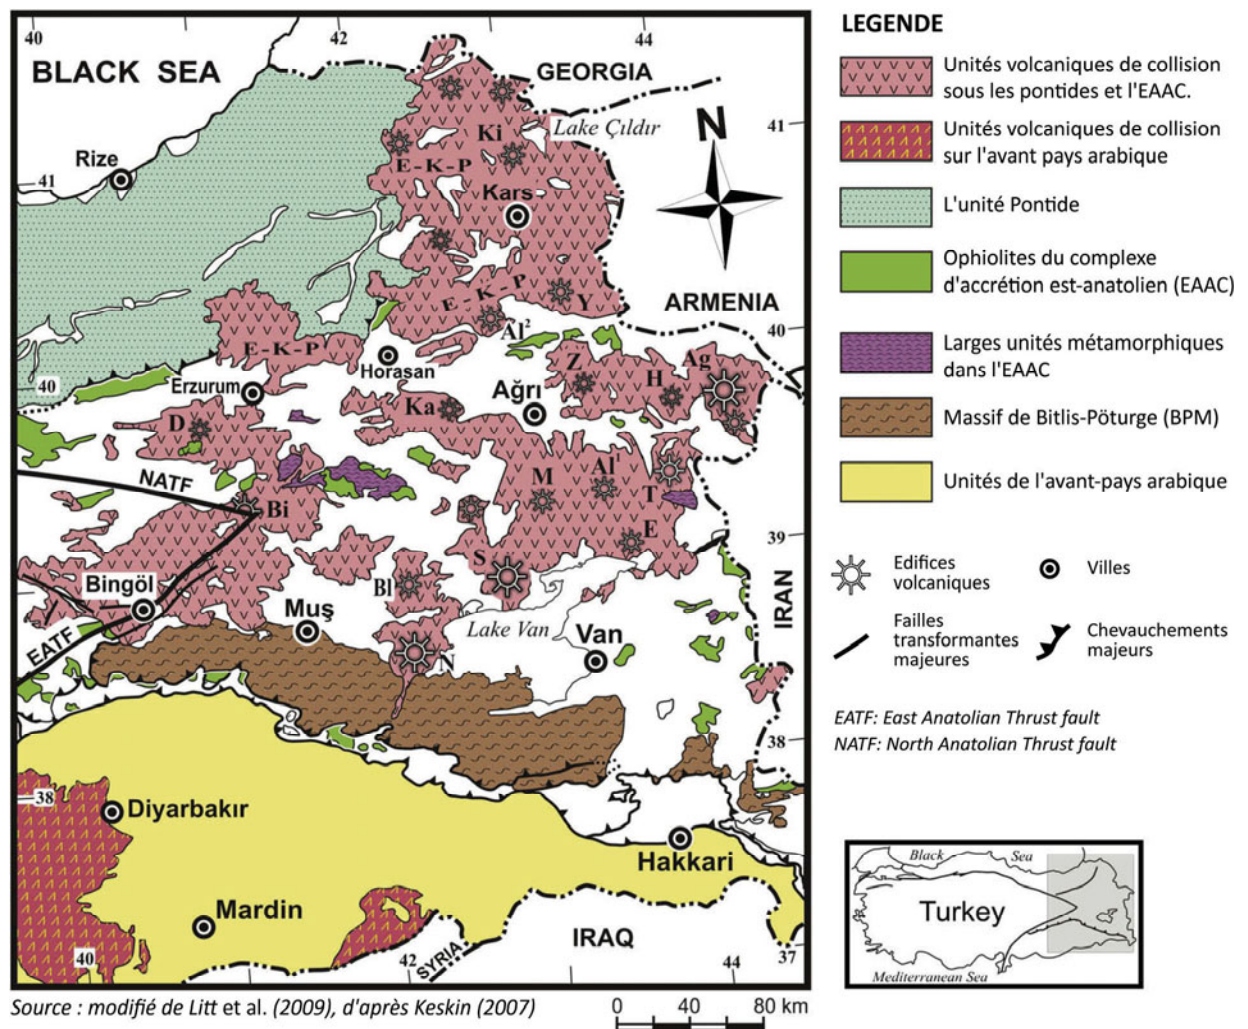 40
42
44
BLACK SEA
GEORGIA
Lake Çıldır
41
N
Rize
Ki
E-K-P
41
Kars
E-K-P
Y
ARMENIA
Al²
40
E-K-P
Horasan
Z
H
Ag
40
Erzurum
Ağrı
Ka
D
NATF
M
Al¹
T
Bi
E
39
S
Bingöl
Bl
Muş
Lake Van
Van
IRAN
EATF
N
38
38
Diyarbakır
Hakkari
Mardin
IRAQ
SYRIA
40
42
44
37
Source : modifié de Litt et al. (2009), d'après Keskin (2007)
0 40 80 km
LEGENDE
Unités volcaniques de collision
sous les pontides et l'EAAC.
Unités volcaniques de collision
sur l'avant pays arabique
L'unité Pontide
Ophiolites du complexe
d'accrétion est-anatolien (EAAC)
Larges unités métamorphiques
dans l'EAAC
Massif de Bitlis-Pöturge (BPM)
Unités de l'avant-pays arabique
Edifices
volcaniques
Villes
Failles
transformantes
majeures
Chevauchements
majeurs
EATF: East Anatolian Thrust fault
NATF: North Anatolian Thrust fault
Black Sea
Turkey
Mediterranean Sea